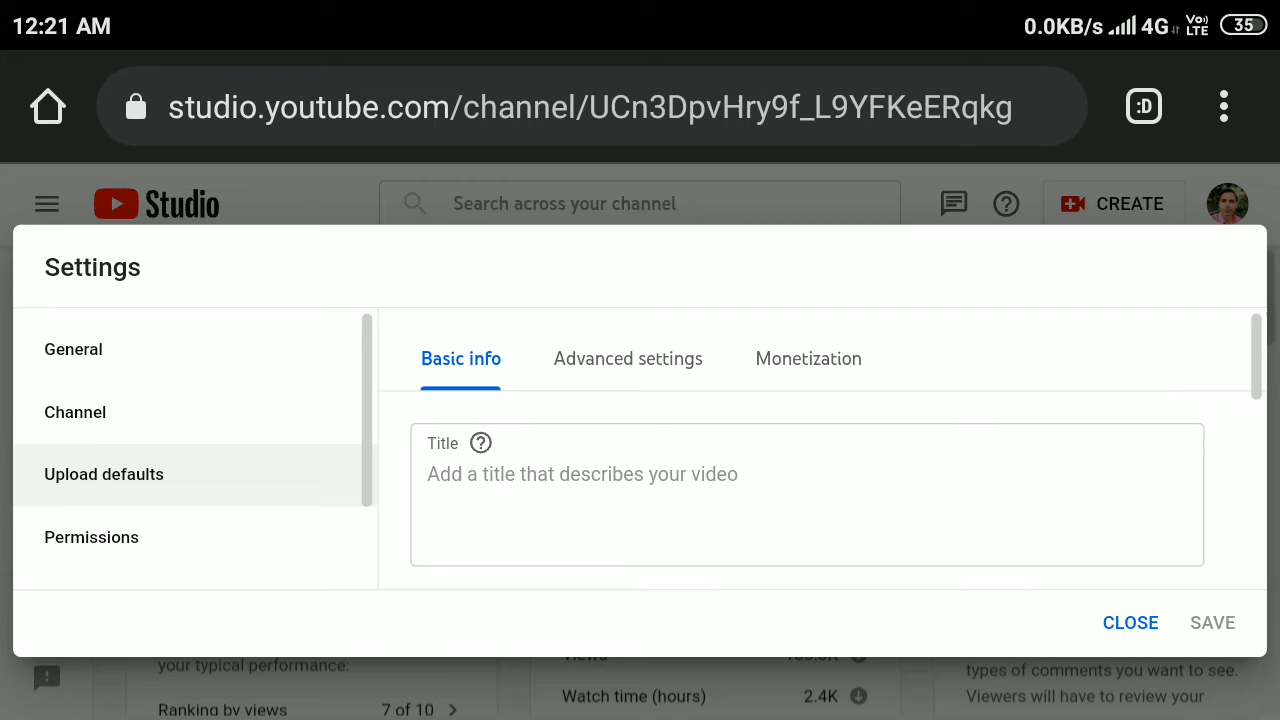 12:21 AM
0.0KB/s 4G Vo)) LTE 35
studio.youtube.com/channel/UCn3DpvHry9f_L9YFKeERqkg
:D
Studio
Search across your channel
CREATE
Settings
General
Channel
Upload defaults
Permissions
Basic info
Advanced settings
Monetization
Title
Add a title that describes your video
CLOSE
SAVE
your typical performance:
Ranking by views 7 of 10
Views
Watch time (hours) 2.4K
types of comments you want to see.
Viewers will have to review your